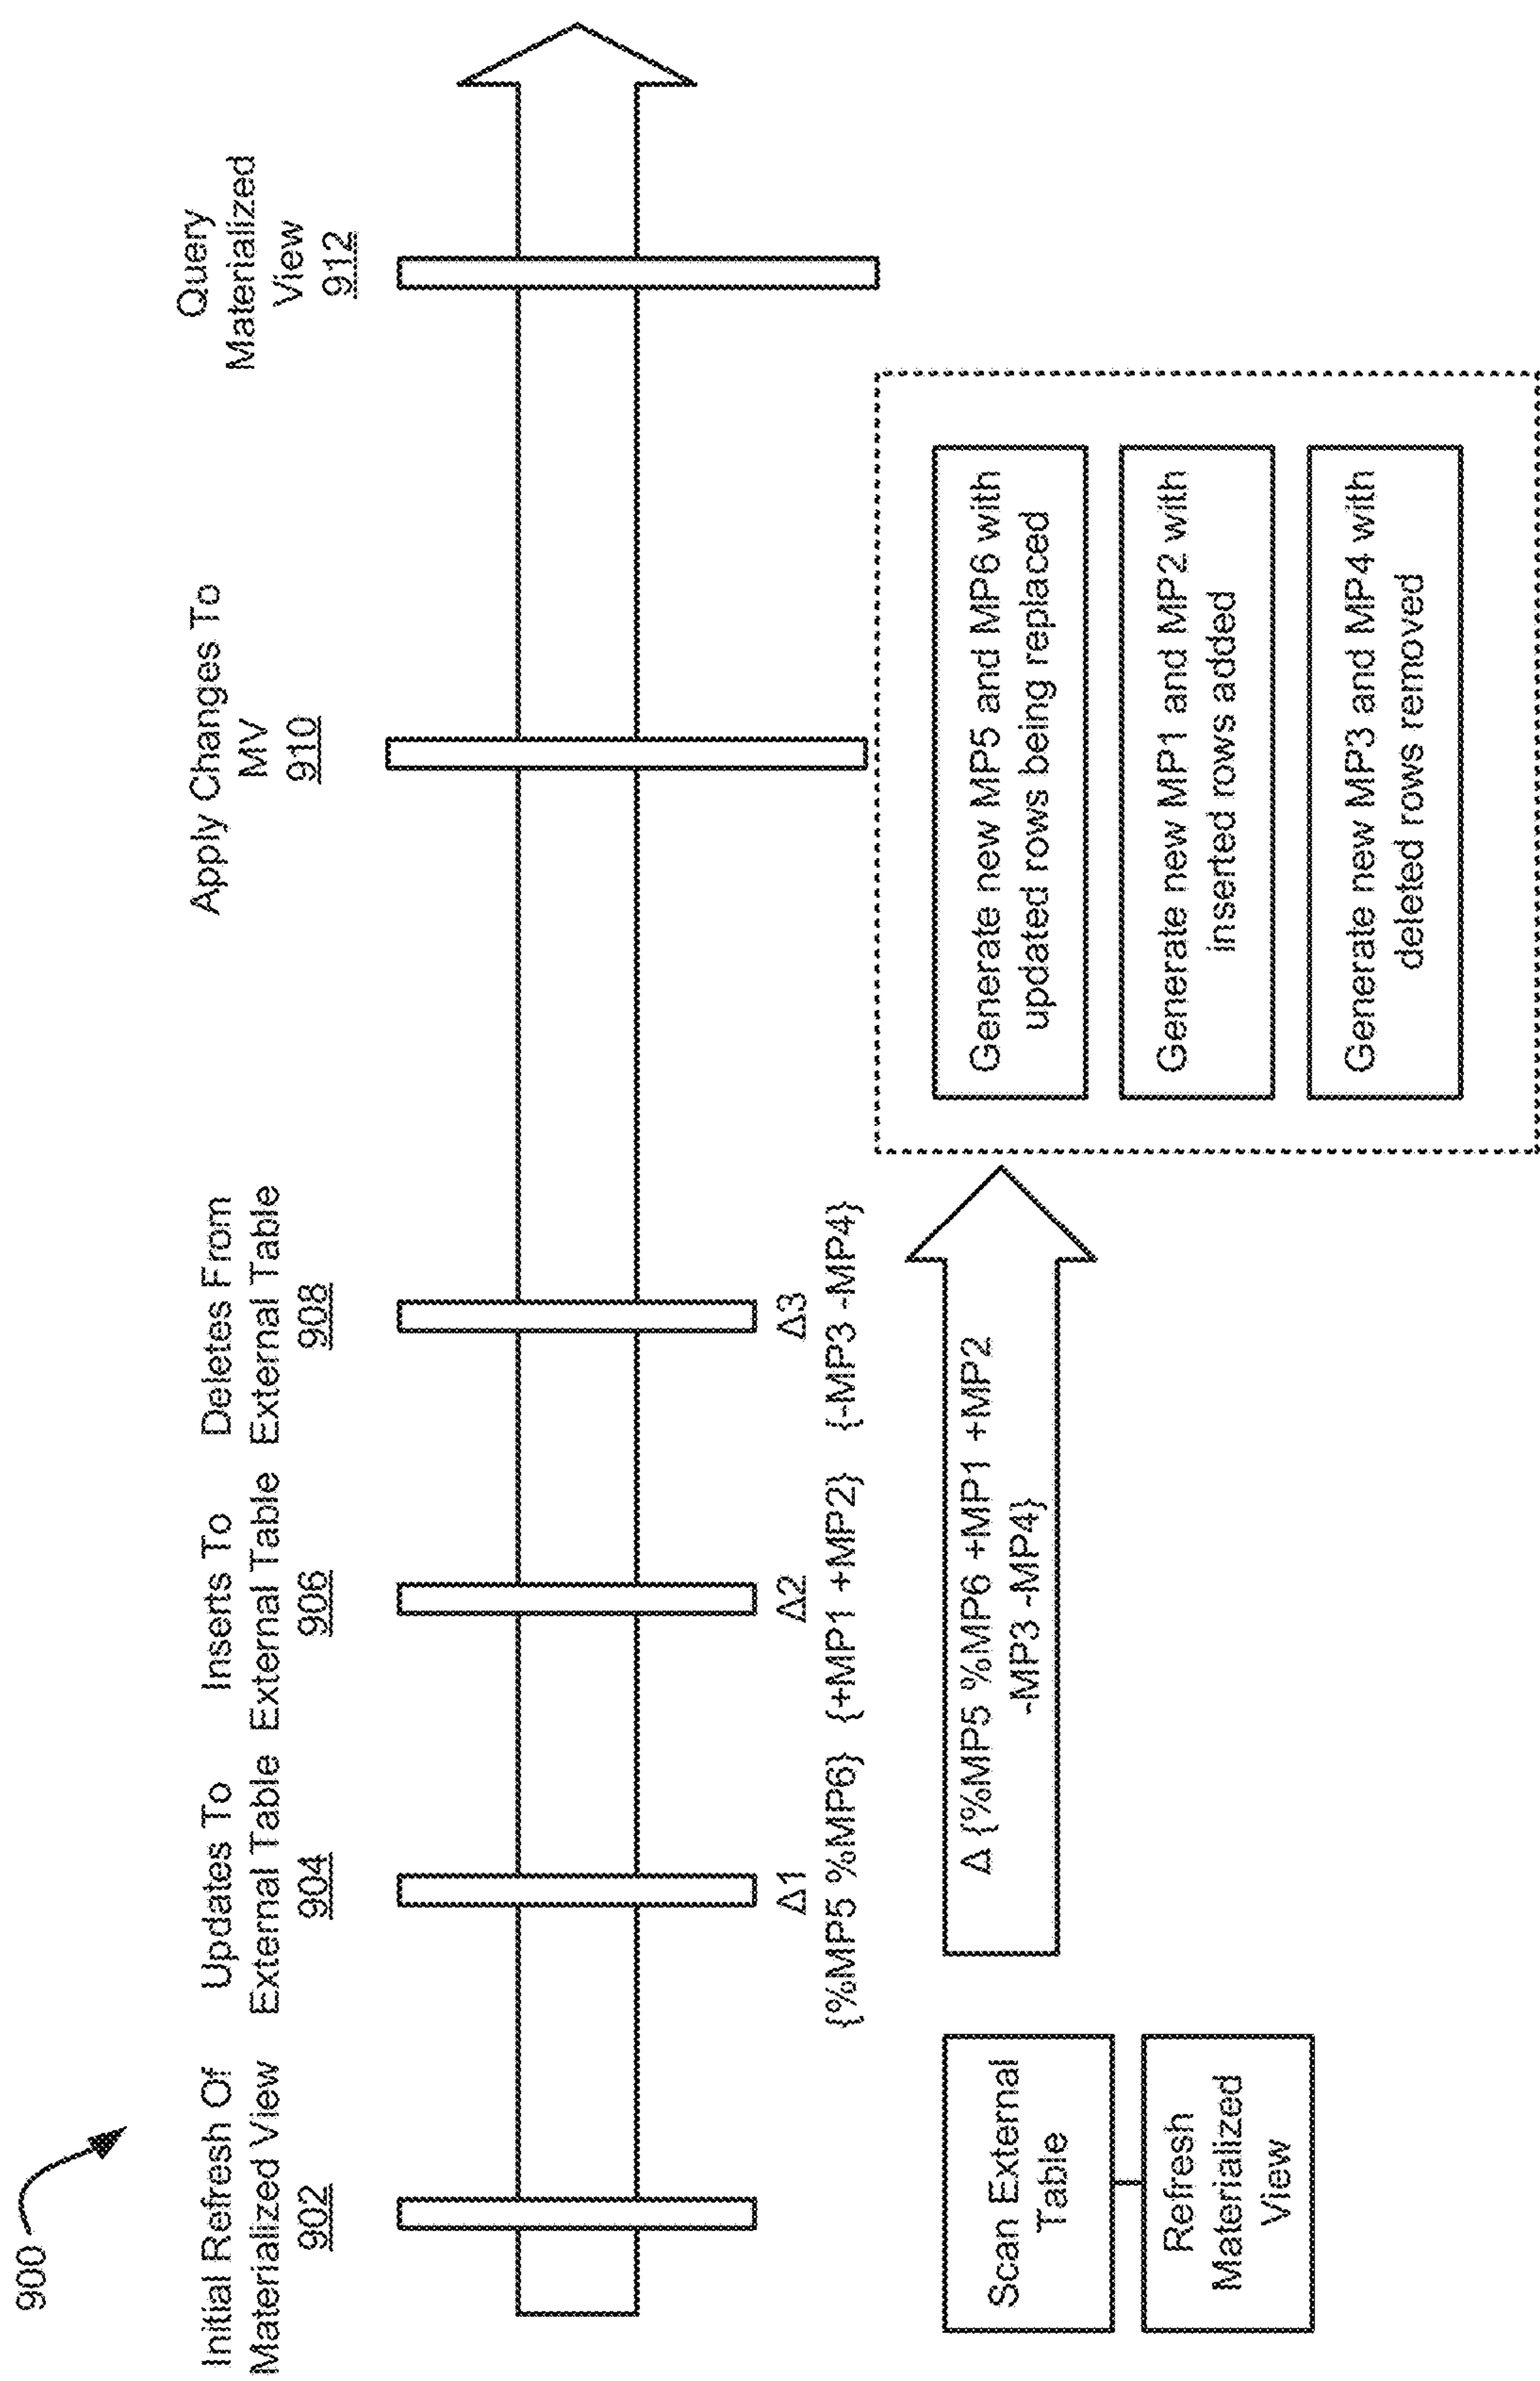 900
Initial Refresh Of
Materialized View
902
Updates To
External Table
904
Inserts To
External Table
906
Deletes From
External Table
908
Apply Changes To
MV
910
Query
Materialized
View
912
Δ1
{%MP5 %MP6}
Δ2
{+MP1 +MP2}
Δ3
{-MP3 -MP4}
Scan External
Table
Refresh
Materialized
View
Δ {%MP5 %MP6 +MP1 +MP2
-MP3 -MP4}
Generate new MP5 and MP6 with
updated rows being replaced
Generate new MP1 and MP2 with
inserted rows added
Generate new MP3 and MP4 with
deleted rows removed